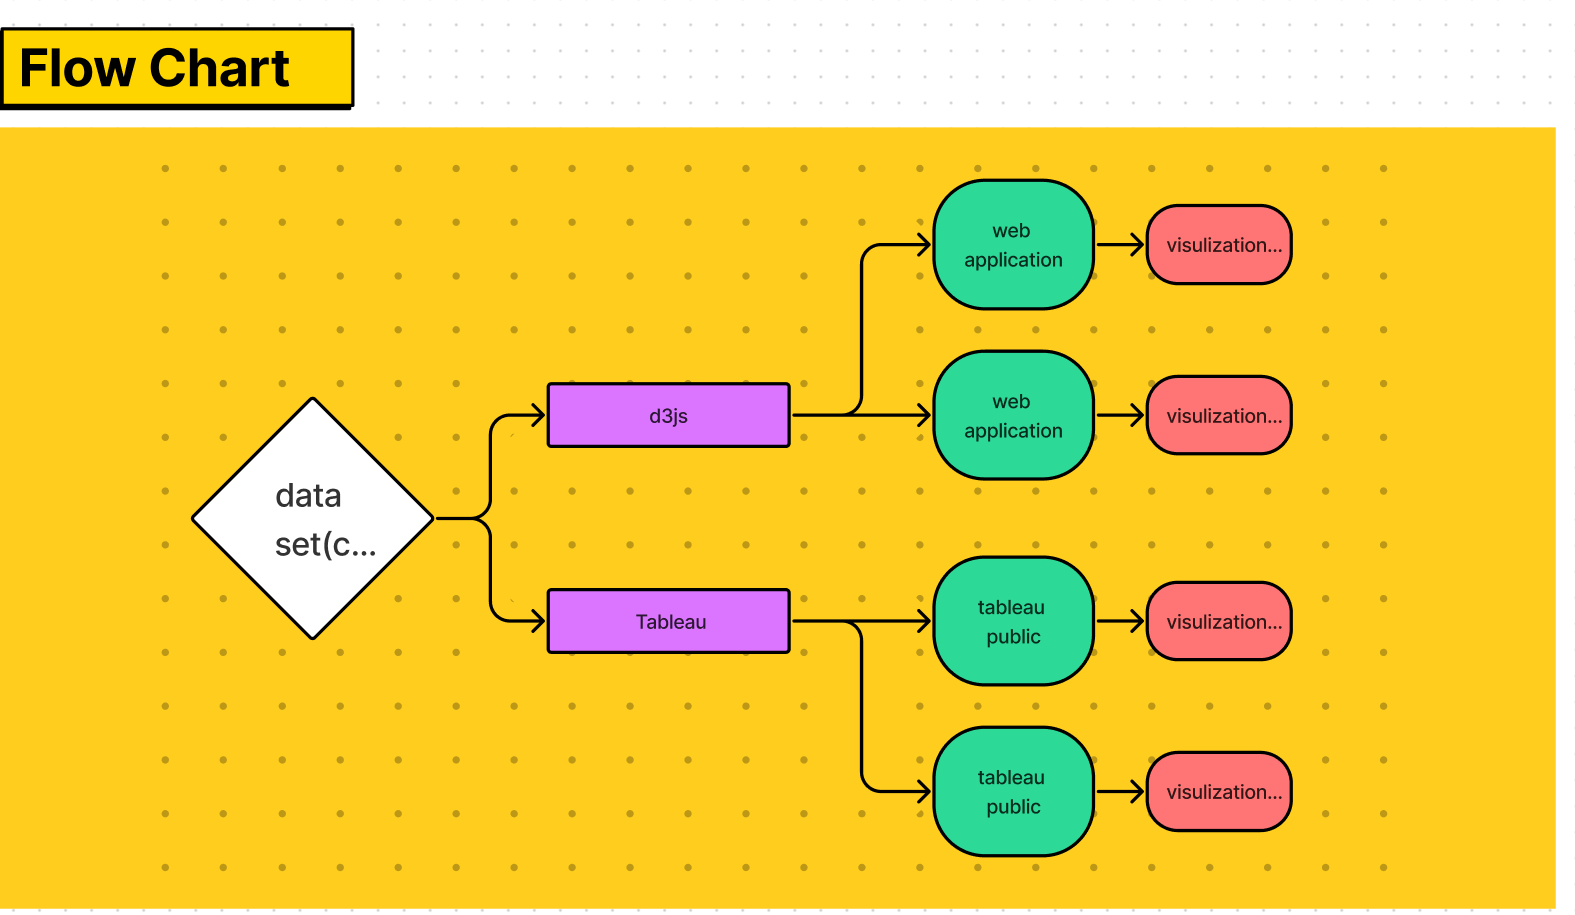 Flow Chart
web
application
visulization...
d3js
web
application
visulization...
data
set(c...
Tableau
tableau
public
visulization...
tableau
public
visulization...